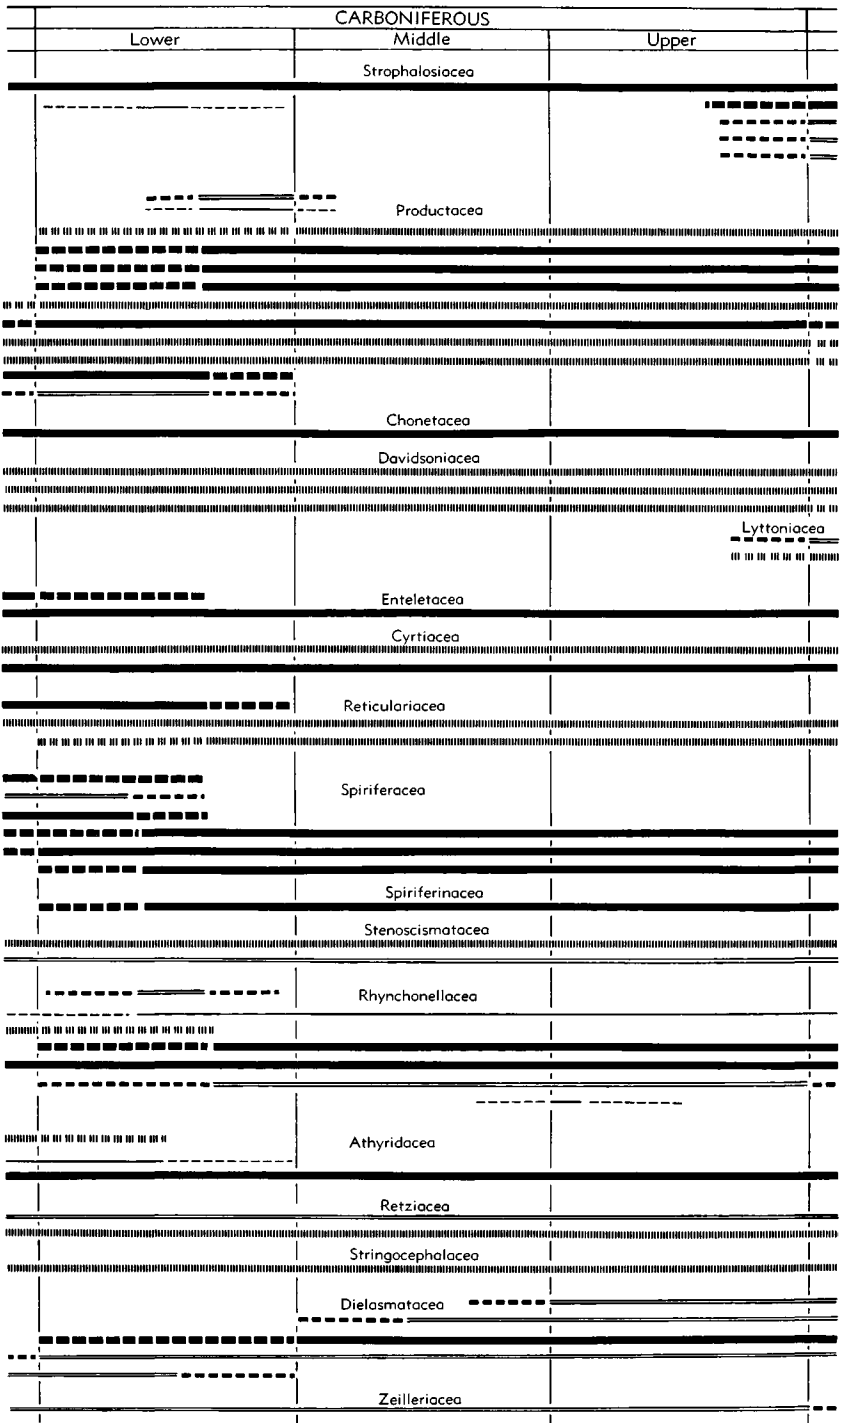 CARBONIFEROUS
Lower Middle Upper
Strophalosiacea
Productacea
Chonetacea
Davidsoniacea
Lyttoniacea
Enteletacea
Cyrtiacea
Reticulariacea
Spiriferacea
Spiriferinacea
Stenoscismatacea
Rhynchonellacea
Athyridacea
Retziacea
Stringocephalacea
Dielasmatacea
Zeilleriacea